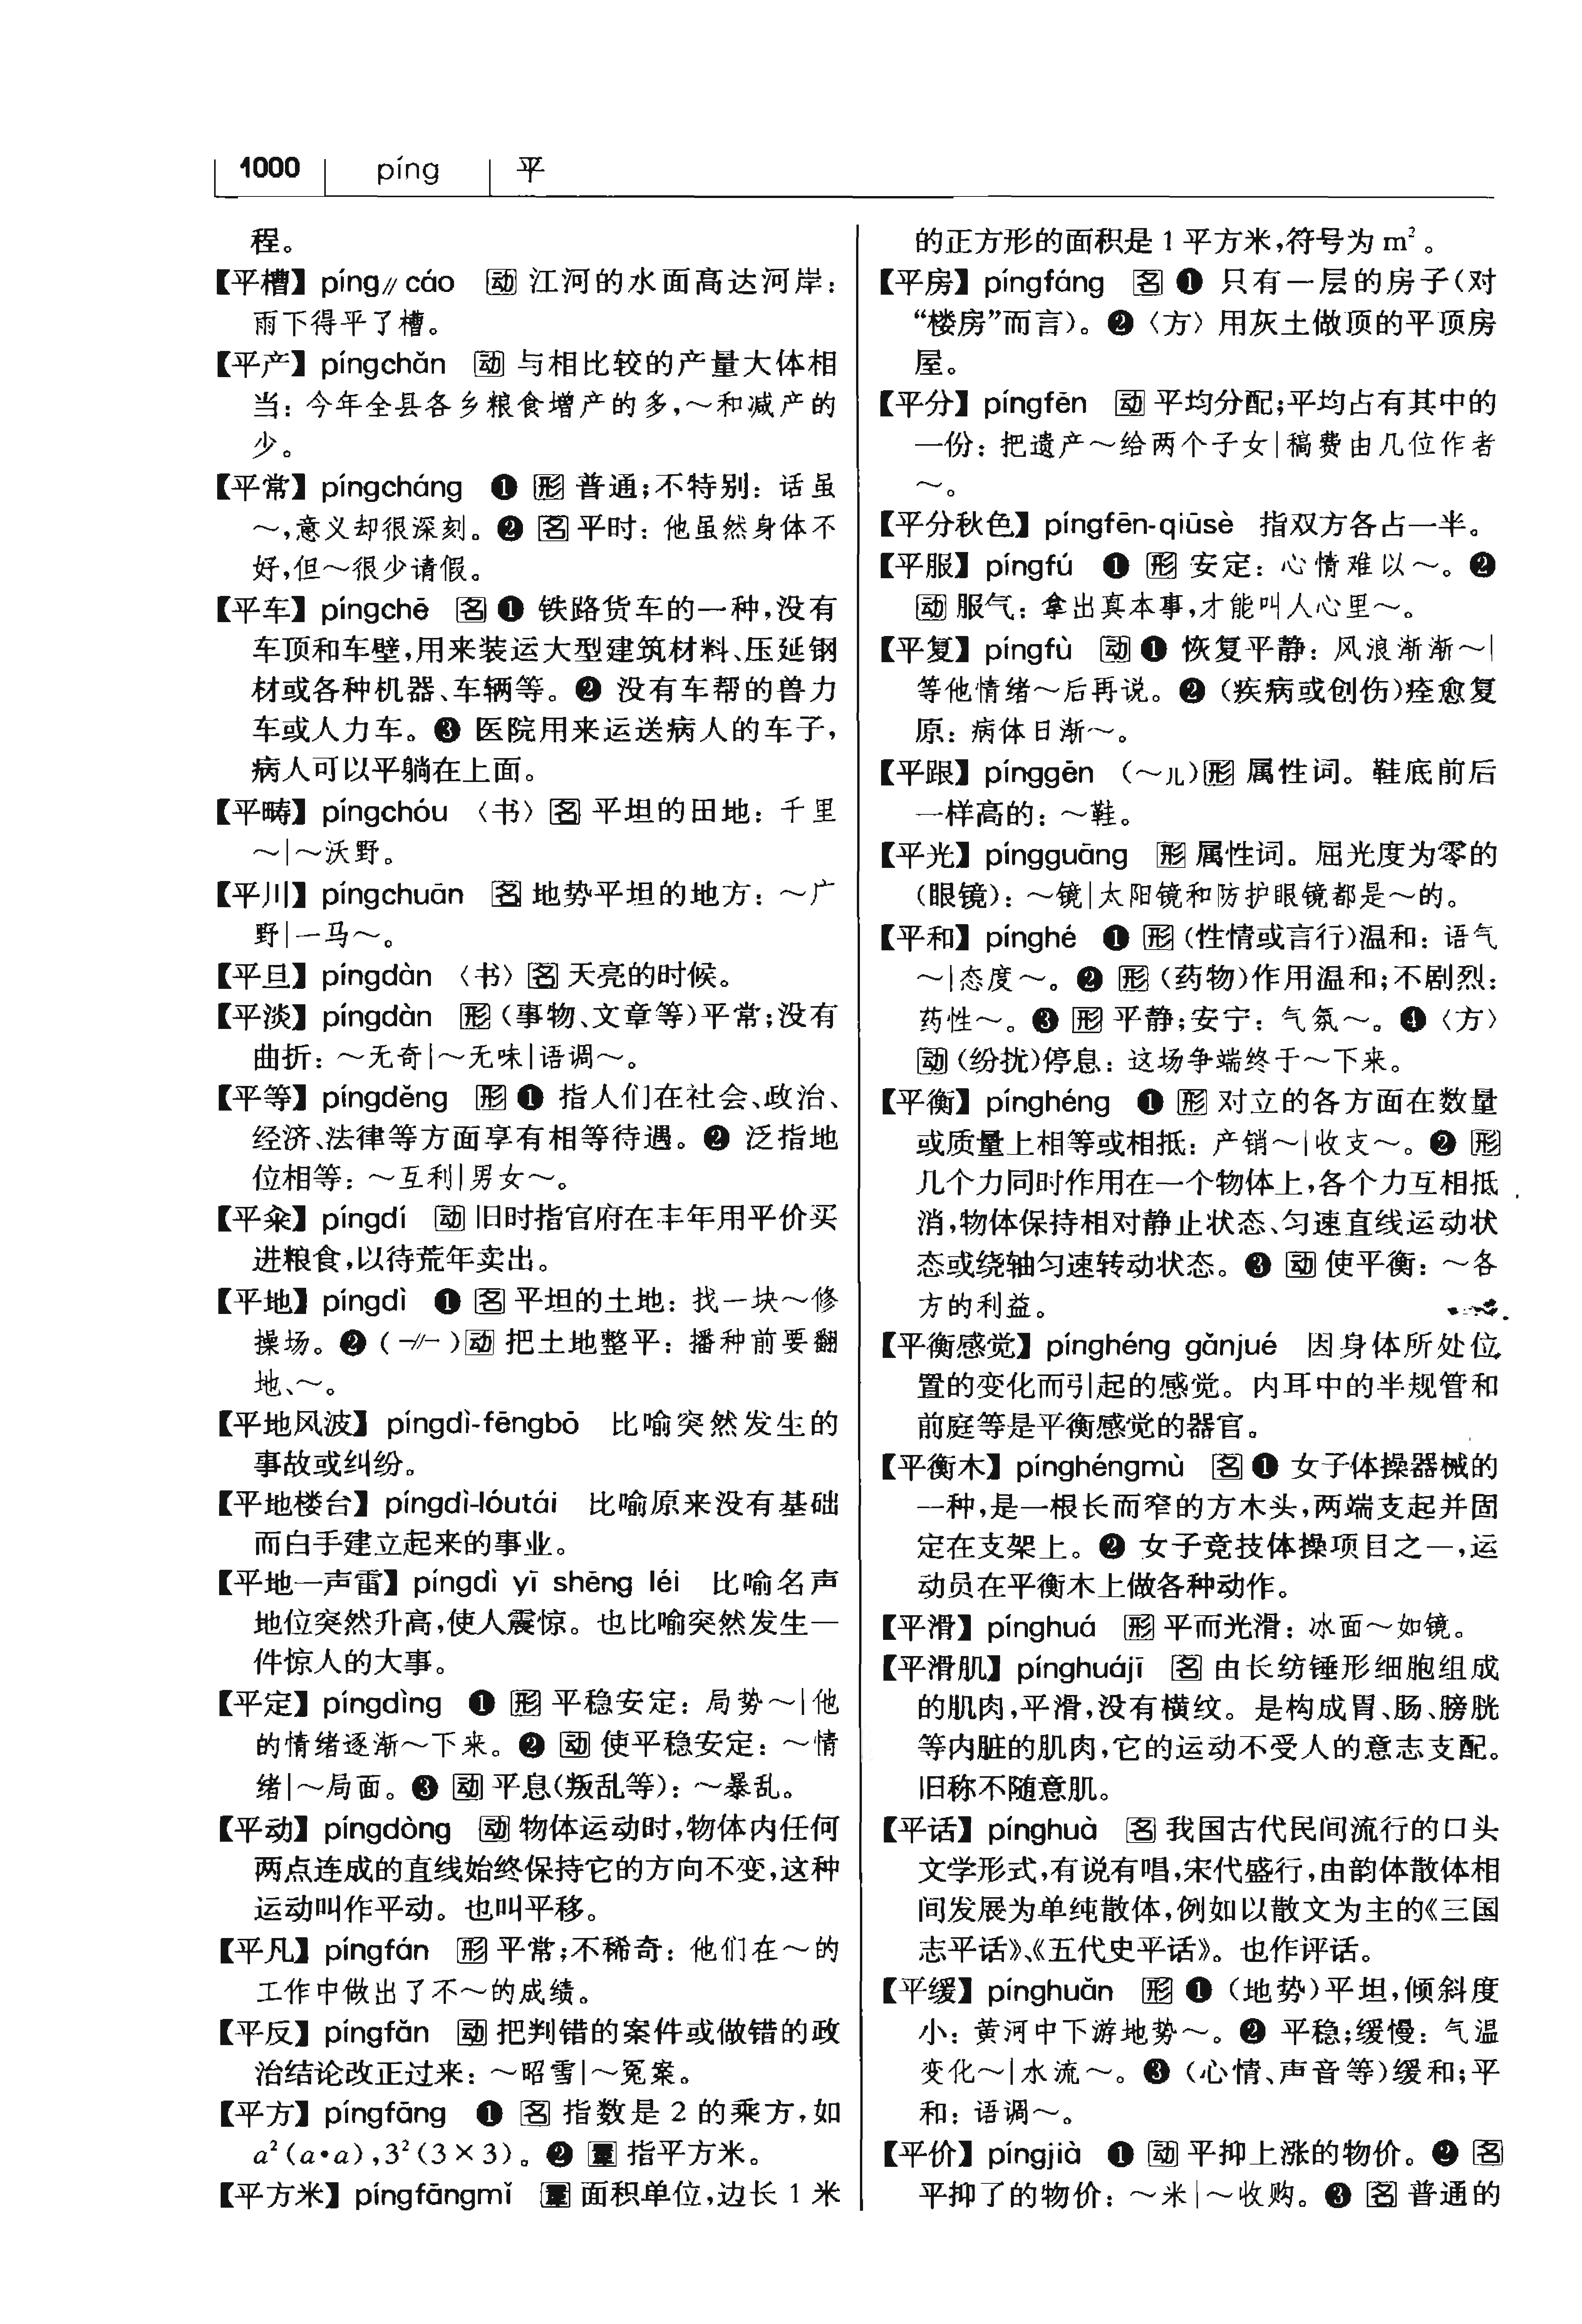 1000 píng 平
程。
【平槽】píng∥cáo 动 江河的水面高达河岸：
雨下得平了槽。
【平产】píngchǎn 动 与相比较的产量大体相
当：今年全县各乡粮食增产的多，～和减产的
少。
【平常】píngcháng ❶ 形 普通；不特别：话虽
～，意义却很深刻。❷ 名 平时：他虽然身体不
好，但～很少请假。
【平车】píngchē 名 ❶ 铁路货车的一种，没有
车顶和车壁，用来装运大型建筑材料、压延钢
材或各种机器、车辆等。❷ 没有车帮的兽力
车或人力车。❸ 医院用来运送病人的车子，
病人可以平躺在上面。
【平畴】píngchóu 〈书〉名 平坦的田地：千里
～|～沃野。
【平川】píngchuān 名 地势平坦的地方：～广
野|一马～。
【平旦】píngdàn 〈书〉名 天亮的时候。
【平淡】píngdàn 形（事物、文章等）平常；没有
曲折：～无奇|～无味|语调～。
【平等】píngděng 形 ❶ 指人们在社会、政治、
经济、法律等方面享有相等待遇。❷ 泛指地
位相等：～互利|男女～。
【平籴】píngdí 动 旧时指官府在丰年用平价买
进粮食，以待荒年卖出。
【平地】píngdì ❶ 名 平坦的土地：找一块～修
操场。❷（－∥－）动 把土地整平：播种前要翻
地、～。
【平地风波】píngdì-fēngbō 比喻突然发生的
事故或纠纷。
【平地楼台】píngdì-lóutái 比喻原来没有基础
而白手建立起来的事业。
【平地一声雷】píngdì yī shēng léi 比喻名声
地位突然升高，使人震惊。也比喻突然发生一
件惊人的大事。
【平定】píngdìng ❶ 形 平稳安定：局势～|他
的情绪逐渐～下来。❷ 动 使平稳安定：～情
绪|～局面。❸ 动 平息（叛乱等）：～暴乱。
【平动】píngdòng 动 物体运动时，物体内任何
两点连成的直线始终保持它的方向不变，这种
运动叫作平动。也叫平移。
【平凡】píngfán 形 平常；不稀奇：他们在～的
工作中做出了不～的成绩。
【平反】píngfǎn 动 把判错的案件或做错的政
治结论改正过来：～昭雪|～冤案。
【平方】píngfāng ❶ 名 指数是 2 的乘方，如
a²(a·a)，3²(3×3)。❷ 量 指平方米。
【平方米】píngfāngmǐ 量 面积单位，边长 1 米
的正方形的面积是 1 平方米，符号为 m²。
【平房】píngfáng 名 ❶ 只有一层的房子（对
“楼房”而言）。❷〈方〉用灰土做顶的平顶房
屋。
【平分】píngfēn 动 平均分配；平均占有其中的
一份：把遗产～给两个子女|稿费由几位作者
～。
【平分秋色】píngfēn-qiūsè 指双方各占一半。
【平服】píngfú ❶ 形 安定：心情难以～。❷
动 服气：拿出真本事，才能叫人心里～。
【平复】píngfù 动 ❶ 恢复平静：风浪渐渐～|
等他情绪～后再说。❷（疾病或创伤）痊愈复
原：病体日渐～。
【平跟】pínggēn （～儿）形 属性词。鞋底前后
一样高的：～鞋。
【平光】píngguāng 形 属性词。屈光度为零的
（眼镜）：～镜|太阳镜和防护眼镜都是～的。
【平和】pínghé ❶ 形（性情或言行）温和：语气
～|态度～。❷ 形（药物）作用温和；不剧烈：
药性～。❸ 形 平静；安宁：气氛～。❹〈方〉
动（纷扰）停息：这场争端终于～下来。
【平衡】pínghéng ❶ 形 对立的各方面在数量
或质量上相等或相抵：产销～|收支～。❷ 形
几个力同时作用在一个物体上，各个力互相抵
消，物体保持相对静止状态、匀速直线运动状
态或绕轴匀速转动状态。❸ 动 使平衡：～各
方的利益。
【平衡感觉】pínghéng gǎnjué 因身体所处位
置的变化而引起的感觉。内耳中的半规管和
前庭等是平衡感觉的器官。
【平衡木】pínghéngmù 名 ❶ 女子体操器械的
一种，是一根长而窄的方木头，两端支起并固
定在支架上。❷ 女子竞技体操项目之一，运
动员在平衡木上做各种动作。
【平滑】pínghuá 形 平而光滑：冰面～如镜。
【平滑肌】pínghuájī 名 由长纺锤形细胞组成
的肌肉，平滑，没有横纹。是构成胃、肠、膀胱
等内脏的肌肉，它的运动不受人的意志支配。
旧称不随意肌。
【平话】pínghuà 名 我国古代民间流行的口头
文学形式，有说有唱，宋代盛行，由韵体散体相
间发展为单纯散体，例如以散文为主的《三国
志平话》、《五代史平话》。也作评话。
【平缓】pínghuǎn 形 ❶（地势）平坦，倾斜度
小：黄河中下游地势～。❷ 平稳；缓慢：气温
变化～|水流～。❸（心情、声音等）缓和；平
和：语调～。
【平价】píngjià ❶ 动 平抑上涨的物价。❷ 名
平抑了的物价：～米|～收购。❸ 名 普通的